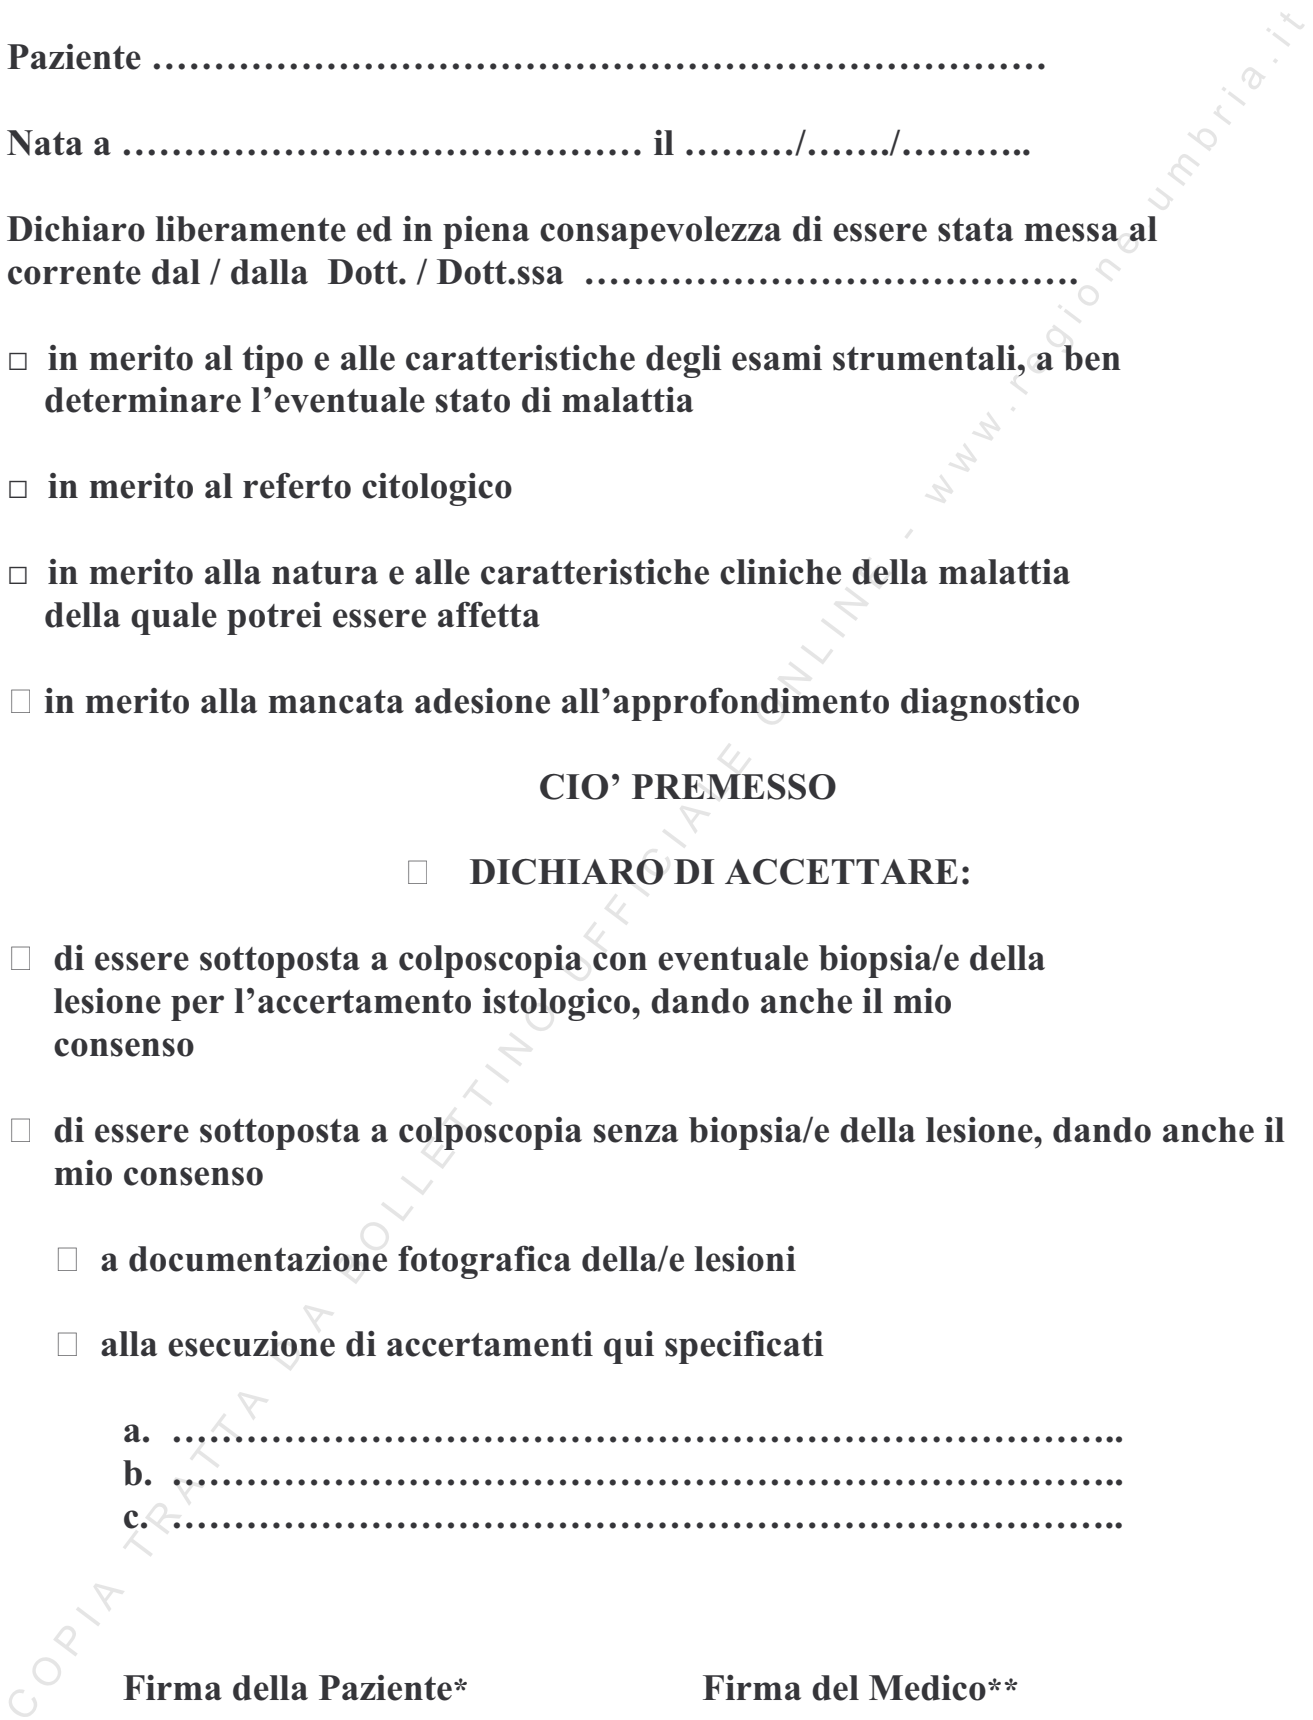 Paziente ………………………………………………………………
Nata a …………………………………… il ………/……./………..
Dichiaro liberamente ed in piena consapevolezza di essere stata messa al
corrente dal / dalla Dott. / Dott.ssa ………………………………….
□ in merito al tipo e alle caratteristiche degli esami strumentali, a ben
determinare l’eventuale stato di malattia
□ in merito al referto citologico
□ in merito alla natura e alle caratteristiche cliniche della malattia
della quale potrei essere affetta
□ in merito alla mancata adesione all’approfondimento diagnostico
CIO’ PREMESSO
□ DICHIARO DI ACCETTARE:
□ di essere sottoposta a colposcopia con eventuale biopsia/e della
lesione per l’accertamento istologico, dando anche il mio
consenso
□ di essere sottoposta a colposcopia senza biopsia/e della lesione, dando anche il
mio consenso
□ a documentazione fotografica della/e lesioni
□ alla esecuzione di accertamenti qui specificati
a. …………………………………………………………………..
b. …………………………………………………………………..
c. …………………………………………………………………..
Firma della Paziente* Firma del Medico**
COPIA TRATTA DA BOLLETTINO UFFICIALE ONLINE - www.regione.umbria.it